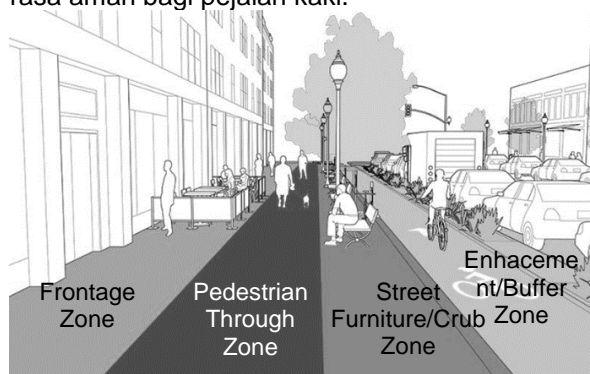 rasa aman bagi pejalan kaki.
Frontage
Zone
Pedestrian
Through
Zone
Street
Furniture/Crub
Zone
Enhaceme
nt/Buffer
Zone